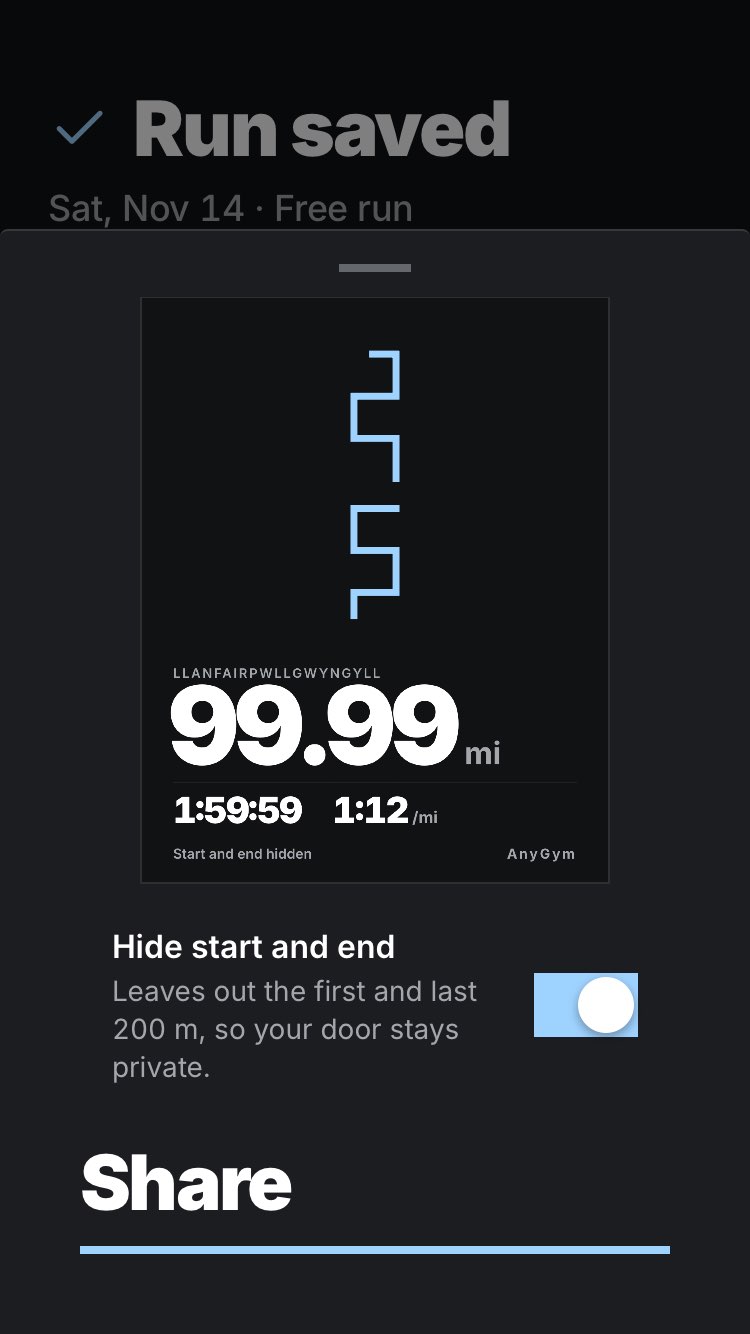 Run saved
Sat, Nov 14 · Free run
LLANFAIRPWLLGWYNGYLL
99.99 mi
1:59:59 1:12 /mi
Start and end hidden AnyGym
Hide start and end
Leaves out the first and last
200 m, so your door stays
private.
Share